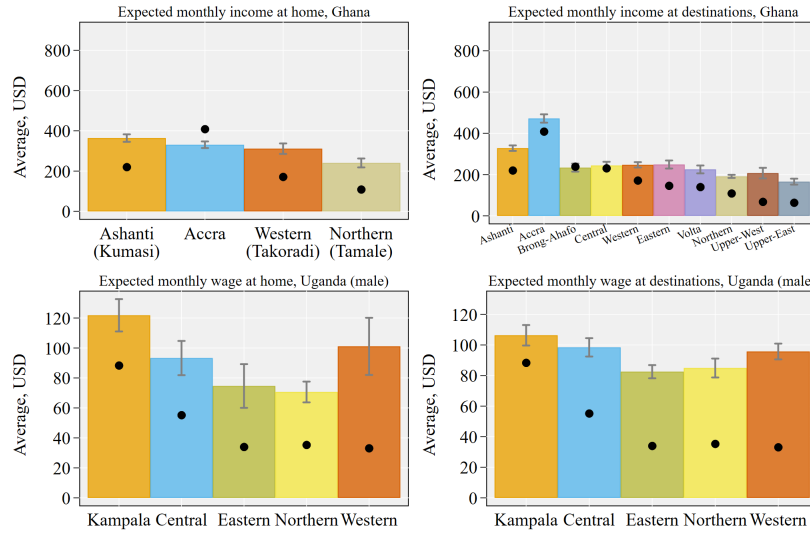 Expected monthly income at home, Ghana
Average, USD
800
600
400
200
0
Ashanti (Kumasi)
Accra
Western (Takoradi)
Northern (Tamale)
Expected monthly income at destinations, Ghana
Average, USD
800
600
400
200
0
Ashanti
Accra
Brong-Ahafo
Central
Western
Eastern
Volta
Northern
Upper-West
Upper-East
Expected monthly wage at home, Uganda (male)
Average, USD
120
100
80
60
40
20
0
Kampala Central Eastern Northern Western
Expected monthly wage at destinations, Uganda (male
Average, USD
120
100
80
60
40
20
0
Kampala Central Eastern Northern Western